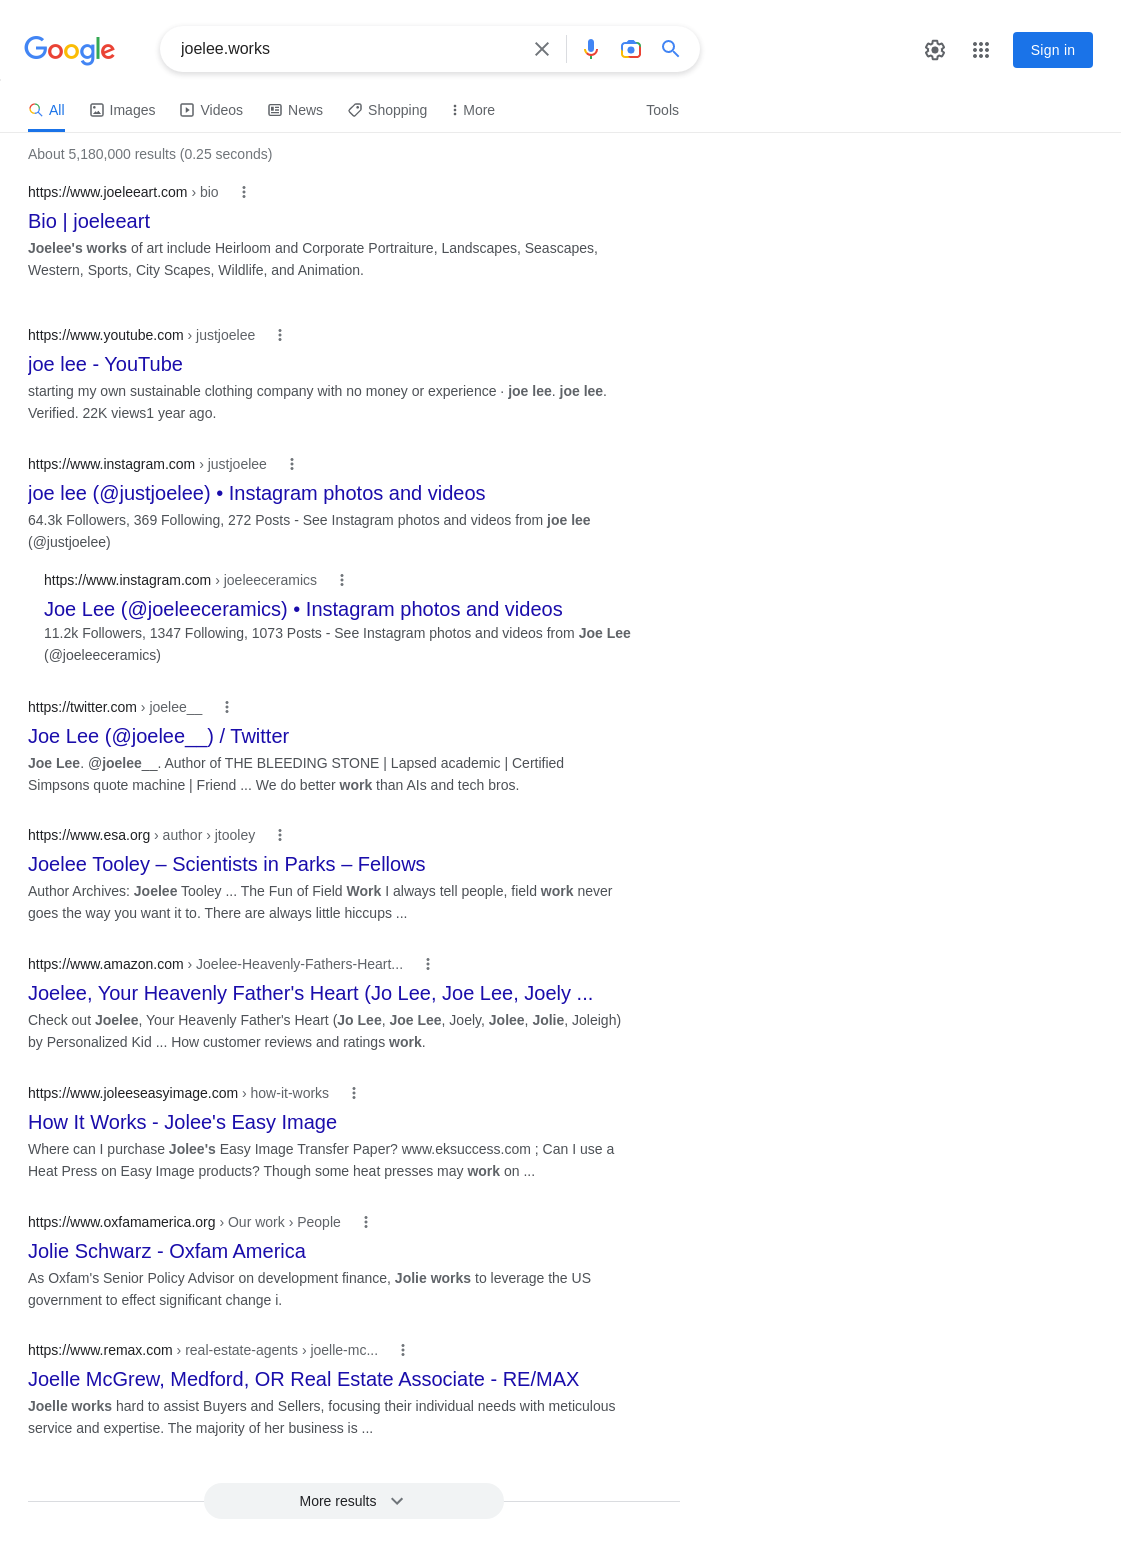 Google
joelee.works
Sign in
All Images Videos News Shopping More Tools
About 5,180,000 results (0.25 seconds)
https://www.joeleeart.com › bio
Bio | joeleeart
Joelee's works of art include Heirloom and Corporate Portraiture, Landscapes, Seascapes,
Western, Sports, City Scapes, Wildlife, and Animation.
https://www.youtube.com › justjoelee
joe lee - YouTube
starting my own sustainable clothing company with no money or experience · joe lee. joe lee.
Verified. 22K views1 year ago.
https://www.instagram.com › justjoelee
joe lee (@justjoelee) • Instagram photos and videos
64.3k Followers, 369 Following, 272 Posts - See Instagram photos and videos from joe lee
(@justjoelee)
https://www.instagram.com › joeleeceramics
Joe Lee (@joeleeceramics) • Instagram photos and videos
11.2k Followers, 1347 Following, 1073 Posts - See Instagram photos and videos from Joe Lee
(@joeleeceramics)
https://twitter.com › joelee__
Joe Lee (@joelee__) / Twitter
Joe Lee. @joelee__. Author of THE BLEEDING STONE | Lapsed academic | Certified
Simpsons quote machine | Friend ... We do better work than AIs and tech bros.
https://www.esa.org › author › jtooley
Joelee Tooley – Scientists in Parks – Fellows
Author Archives: Joelee Tooley ... The Fun of Field Work I always tell people, field work never
goes the way you want it to. There are always little hiccups ...
https://www.amazon.com › Joelee-Heavenly-Fathers-Heart...
Joelee, Your Heavenly Father's Heart (Jo Lee, Joe Lee, Joely ...
Check out Joelee, Your Heavenly Father's Heart (Jo Lee, Joe Lee, Joely, Jolee, Jolie, Joleigh)
by Personalized Kid ... How customer reviews and ratings work.
https://www.joleeseasyimage.com › how-it-works
How It Works - Jolee's Easy Image
Where can I purchase Jolee's Easy Image Transfer Paper? www.eksuccess.com ; Can I use a
Heat Press on Easy Image products? Though some heat presses may work on ...
https://www.oxfamamerica.org › Our work › People
Jolie Schwarz - Oxfam America
As Oxfam's Senior Policy Advisor on development finance, Jolie works to leverage the US
government to effect significant change i.
https://www.remax.com › real-estate-agents › joelle-mc...
Joelle McGrew, Medford, OR Real Estate Associate - RE/MAX
Joelle works hard to assist Buyers and Sellers, focusing their individual needs with meticulous
service and expertise. The majority of her business is ...
More results